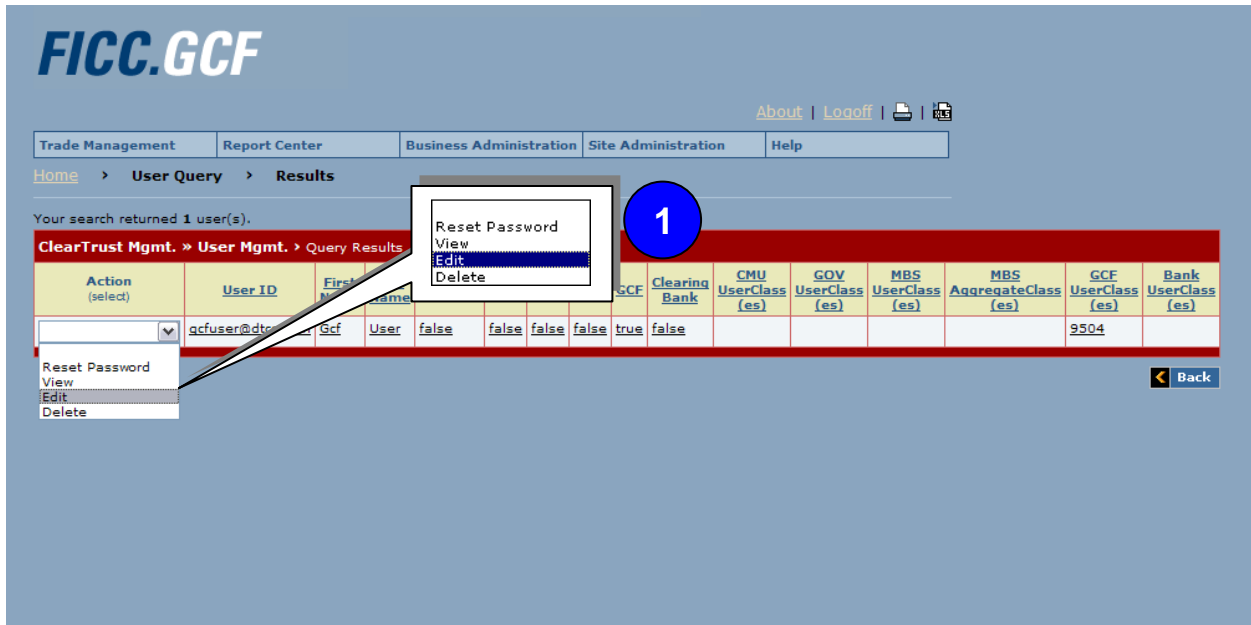 FICC.GCF
About | Logoff | | XLS
Trade Management Report Center Business Administration Site Administration Help
Home › User Query › Results
Your search returned 1 user(s).
ClearTrust Mgmt. » User Mgmt. › Query Results
Reset Password
View
Edit
Delete
1
Action
(select)
User ID
First
Name
GCF
Clearing
Bank
CMU
UserClass
(es)
GOV
UserClass
(es)
MBS
UserClass
(es)
MBS
AggregateClass
(es)
GCF
UserClass
(es)
Bank
UserClass
(es)
Gcf User false false false false true false 9504
Reset Password
View
Edit
Delete
Back